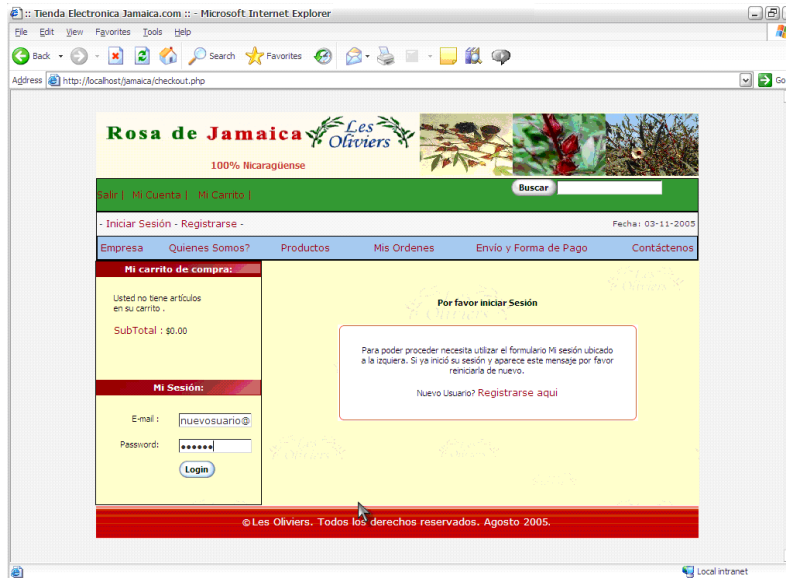 :: Tienda Electronica Jamaica.com :: - Microsoft Internet Explorer
File Edit View Favorites Tools Help
Back Search Favorites
Address http://localhost/jamaica/checkout.php Go
Rosa de Jamaica Les Oliviers
100% Nicaragüense
Buscar
Salir | Mi Cuenta | Mi Carrito |
- Iniciar Sesión - Registrarse - Fecha: 03-11-2005
Empresa Quienes Somos? Productos Mis Ordenes Envío y Forma de Pago Contáctenos
Mi carrito de compra:
Usted no tiene artículos
en su carrito .
SubTotal : $0.00
Mi Sesión:
E-mail : nuevosuario@
Password: ••••••
Login
Por favor iniciar Sesión
Para poder proceder necesita utilizar el formulario Mi sesión ubicado
a la izquiera. Si ya inició su sesión y aparece este mensaje por favor
reiniciarla de nuevo.
Nuevo Usuario? Registrarse aqui
© Les Oliviers. Todos los derechos reservados. Agosto 2005.
Local intranet